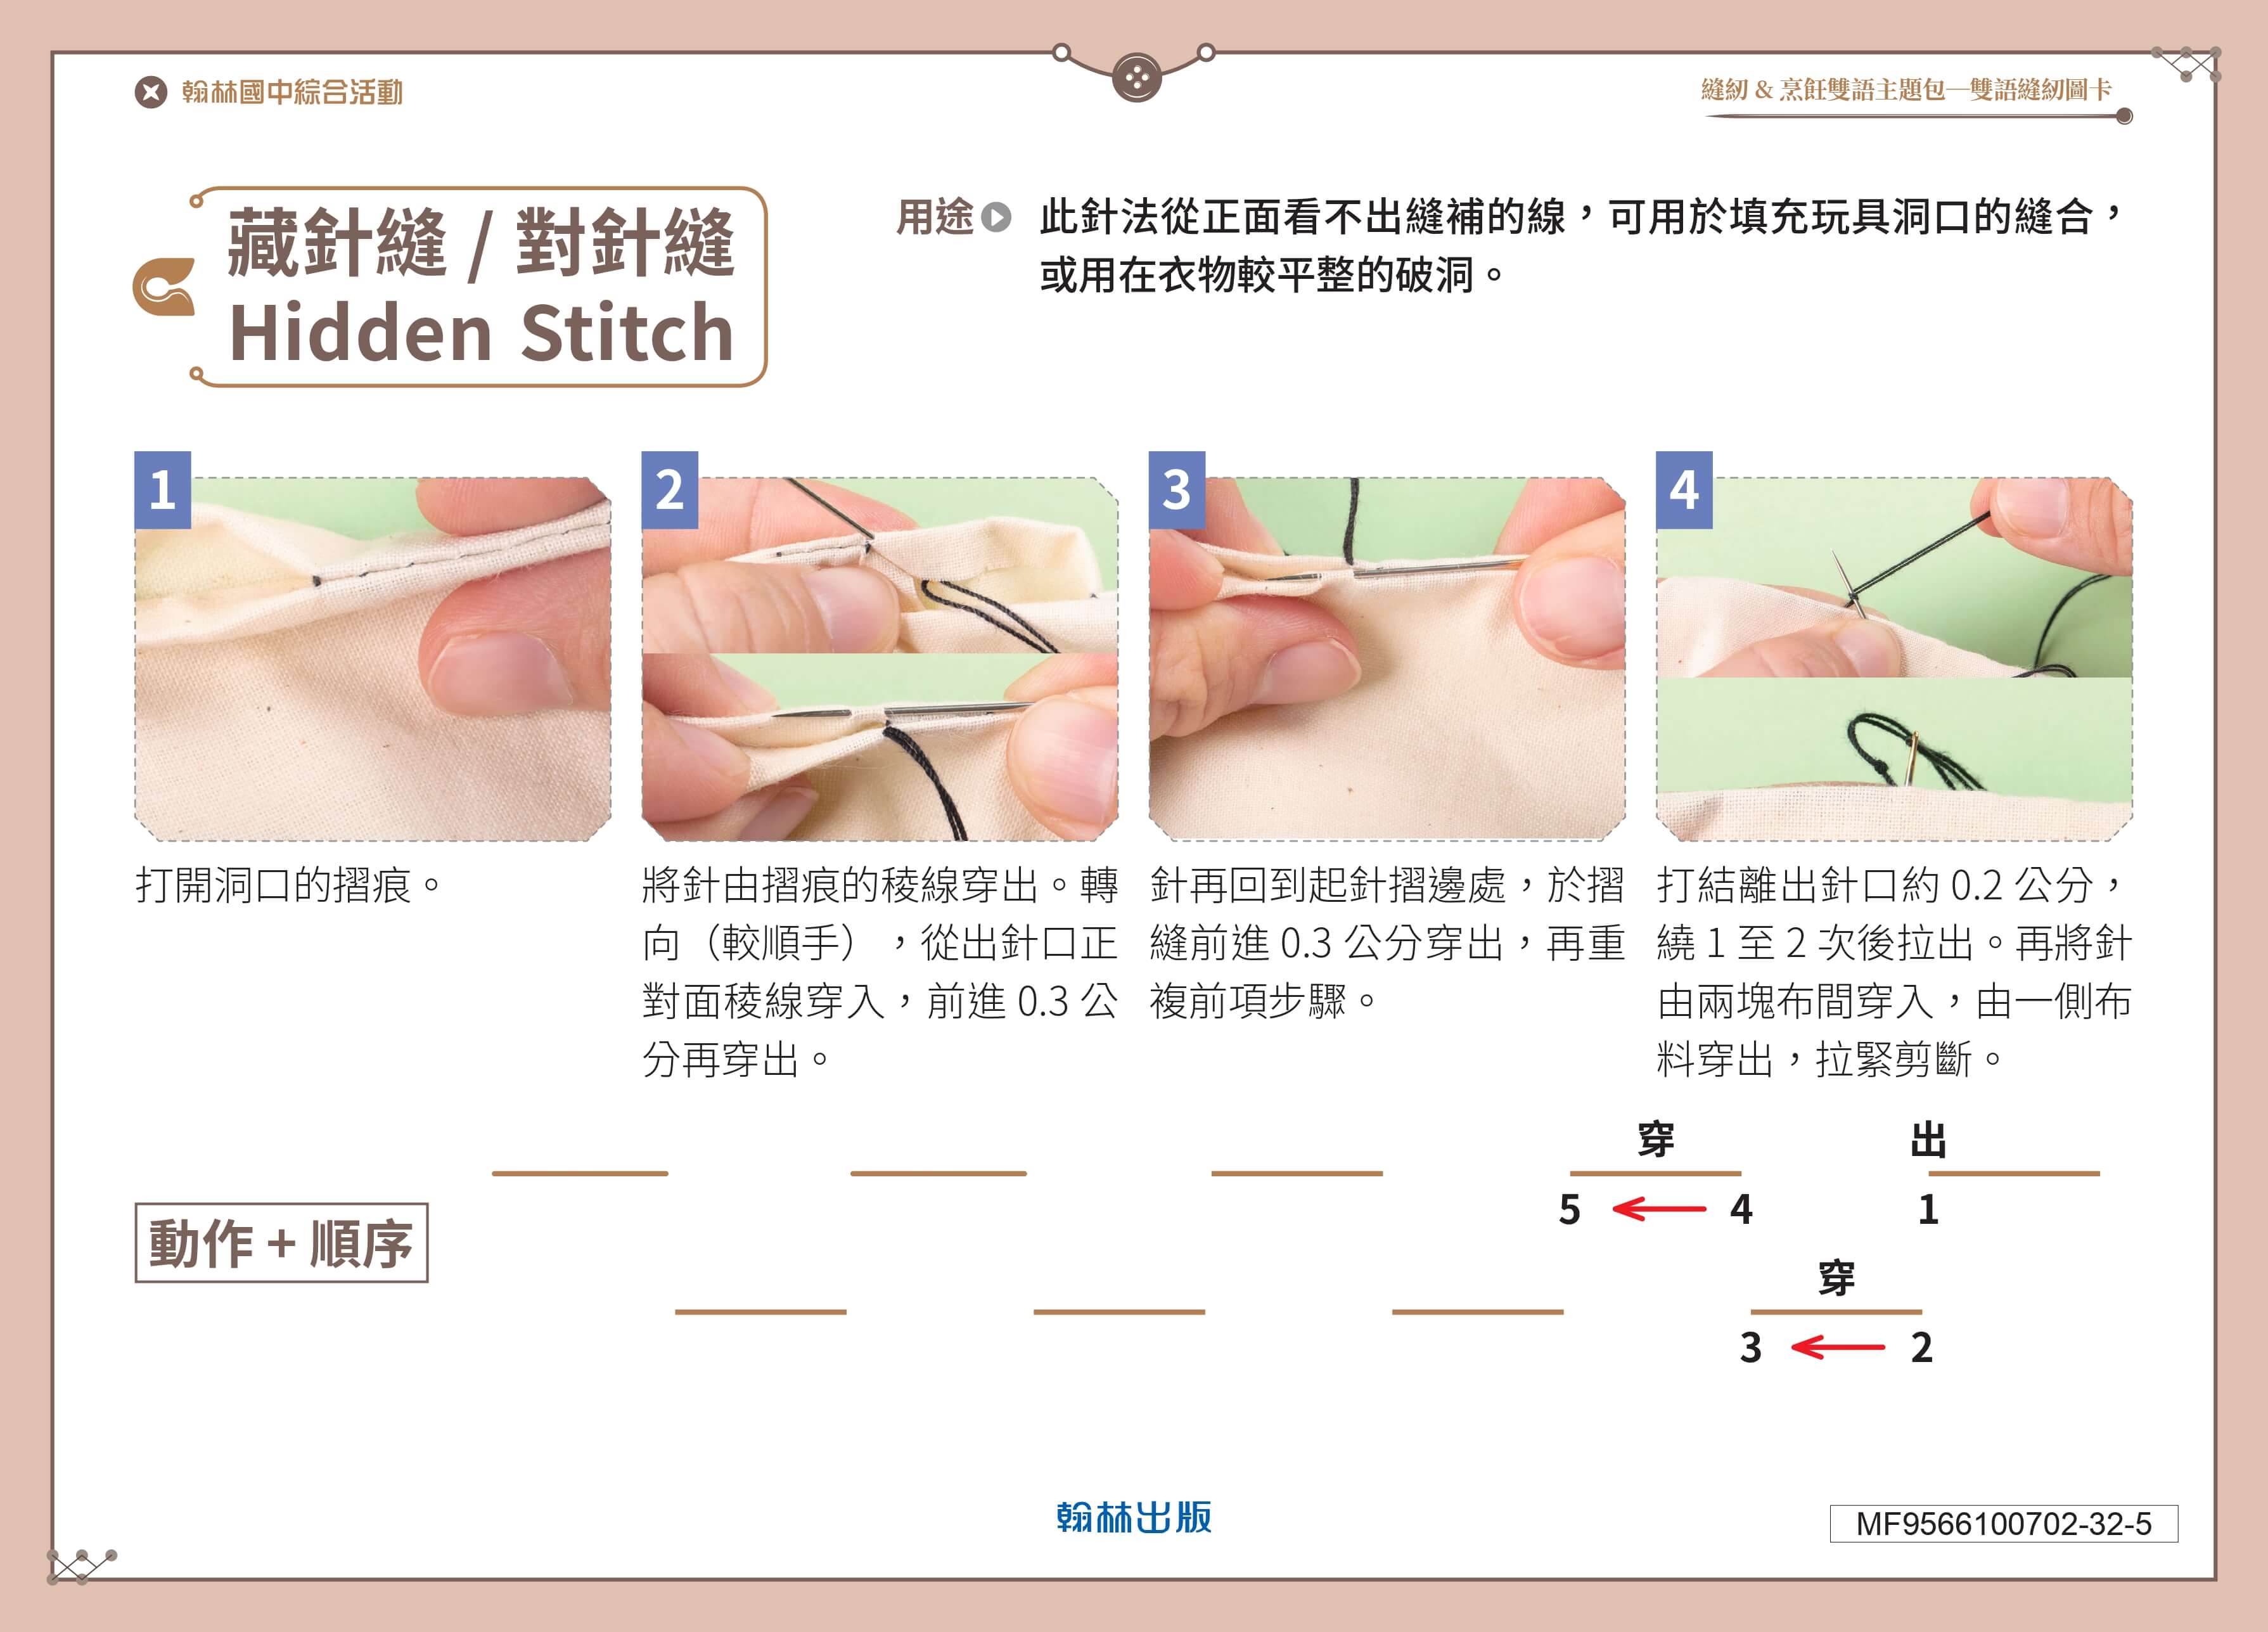 翰林國中綜合活動
縫紉 & 烹飪雙語主題包—雙語縫紉圖卡
藏針縫 / 對針縫
Hidden Stitch
用途
此針法從正面看不出縫補的線，可用於填充玩具洞口的縫合，
或用在衣物較平整的破洞。
1
打開洞口的摺痕。
2
將針由摺痕的稜線穿出。轉
向（較順手），從出針口正
對面稜線穿入，前進 0.3 公
分再穿出。
3
針再回到起針摺邊處，於摺
縫前進 0.3 公分穿出，再重
複前項步驟。
4
打結離出針口約 0.2 公分，
繞 1 至 2 次後拉出。再將針
由兩塊布間穿入，由一側布
料穿出，拉緊剪斷。
動作 + 順序
穿 出
5 4 1
穿
3 2
翰林出版
MF9566100702-32-5